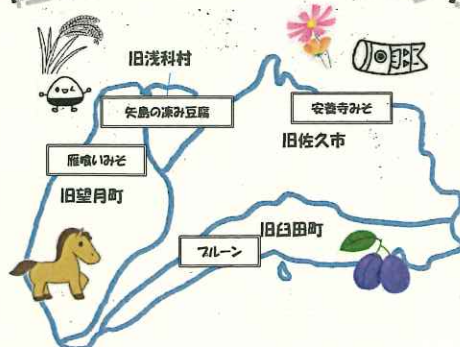 旧浅科村
矢島の凍み豆腐
安養寺みそ
旧佐久市
雁喰いみそ
旧望月町
旧臼田町
プルーン